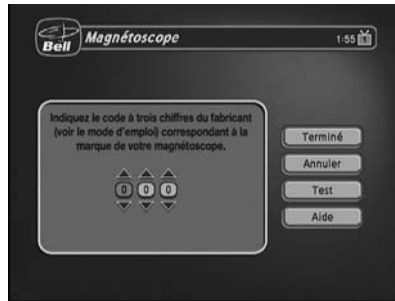 Bell
Magnétoscope
1:55
Indiquez le code à trois chiffres du fabricant
(voir le mode d'emploi) correspondant à la
marque de votre magnétoscope.
0 0 0
Terminé
Annuler
Test
Aide